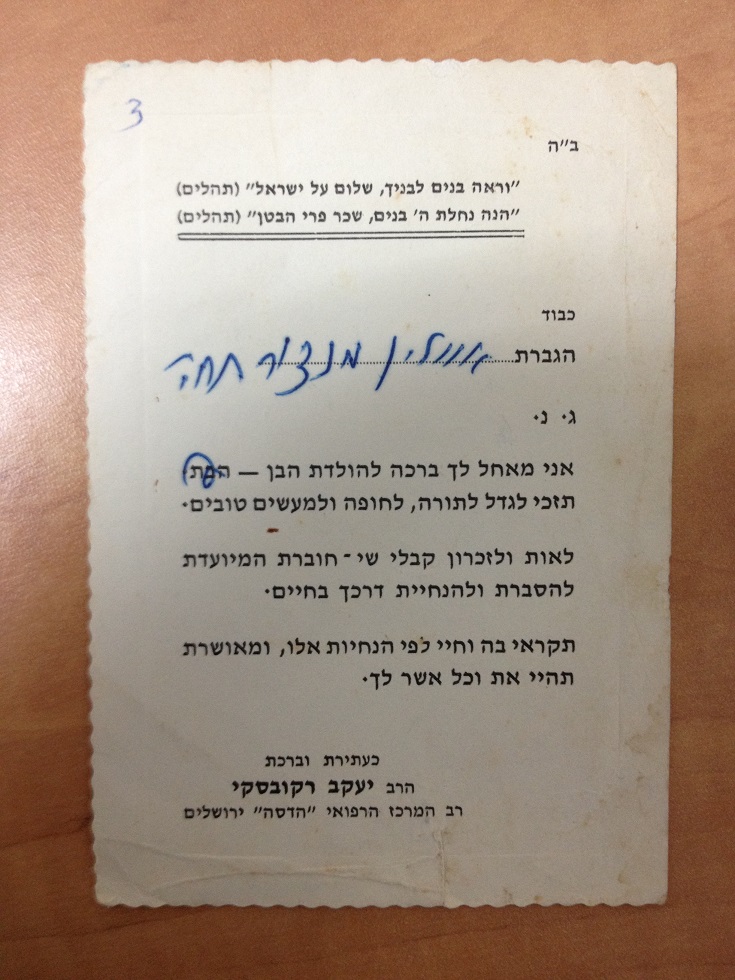 3
ב״ה
״וראה בנים לבניך, שלום על ישראל״ (תהלים)
״הנה נחלת ה׳ בנים, שכר פרי הבטן״ (תהלים)
כבוד
הגברת אוילין מנצור תחה׳
ג. נ.
אני מאחל לך ברכה להולדת הבן — הבת.
תזכי לגדל לתורה, לחופה ולמעשים טובים.
לאות ולזכרון קבלי שי־חוברת המיועדת
להסברת ולהנחיית דרכך בחיים.
תקראי בה וחיי לפי הנחיות אלו, ומאושרת
תהיי את וכל אשר לך.
כעתירת וברכת
הרב יעקב רקובסקי
רב המרכז הרפואי ״הדסה״ ירושלים